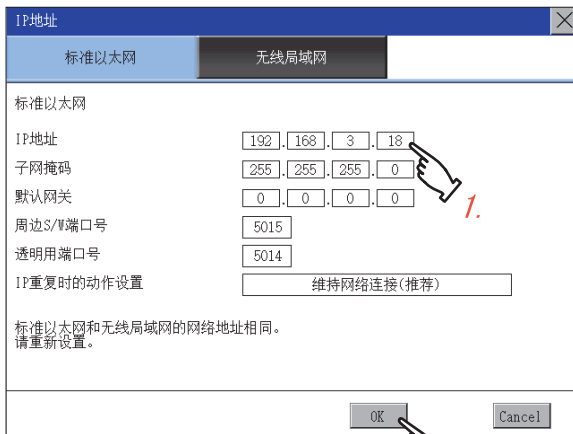 IP地址
标准以太网 无线局域网
标准以太网
IP地址 192.168.3.18
子网掩码 255.255.255.0
默认网关 0.0.0.0
周边S/W端口号 5015
透明用端口号 5014
IP重复时的动作设置 维持网络连接(推荐)
1.
标准以太网和无线局域网的网络地址相同。
请重新设置。
OK Cancel